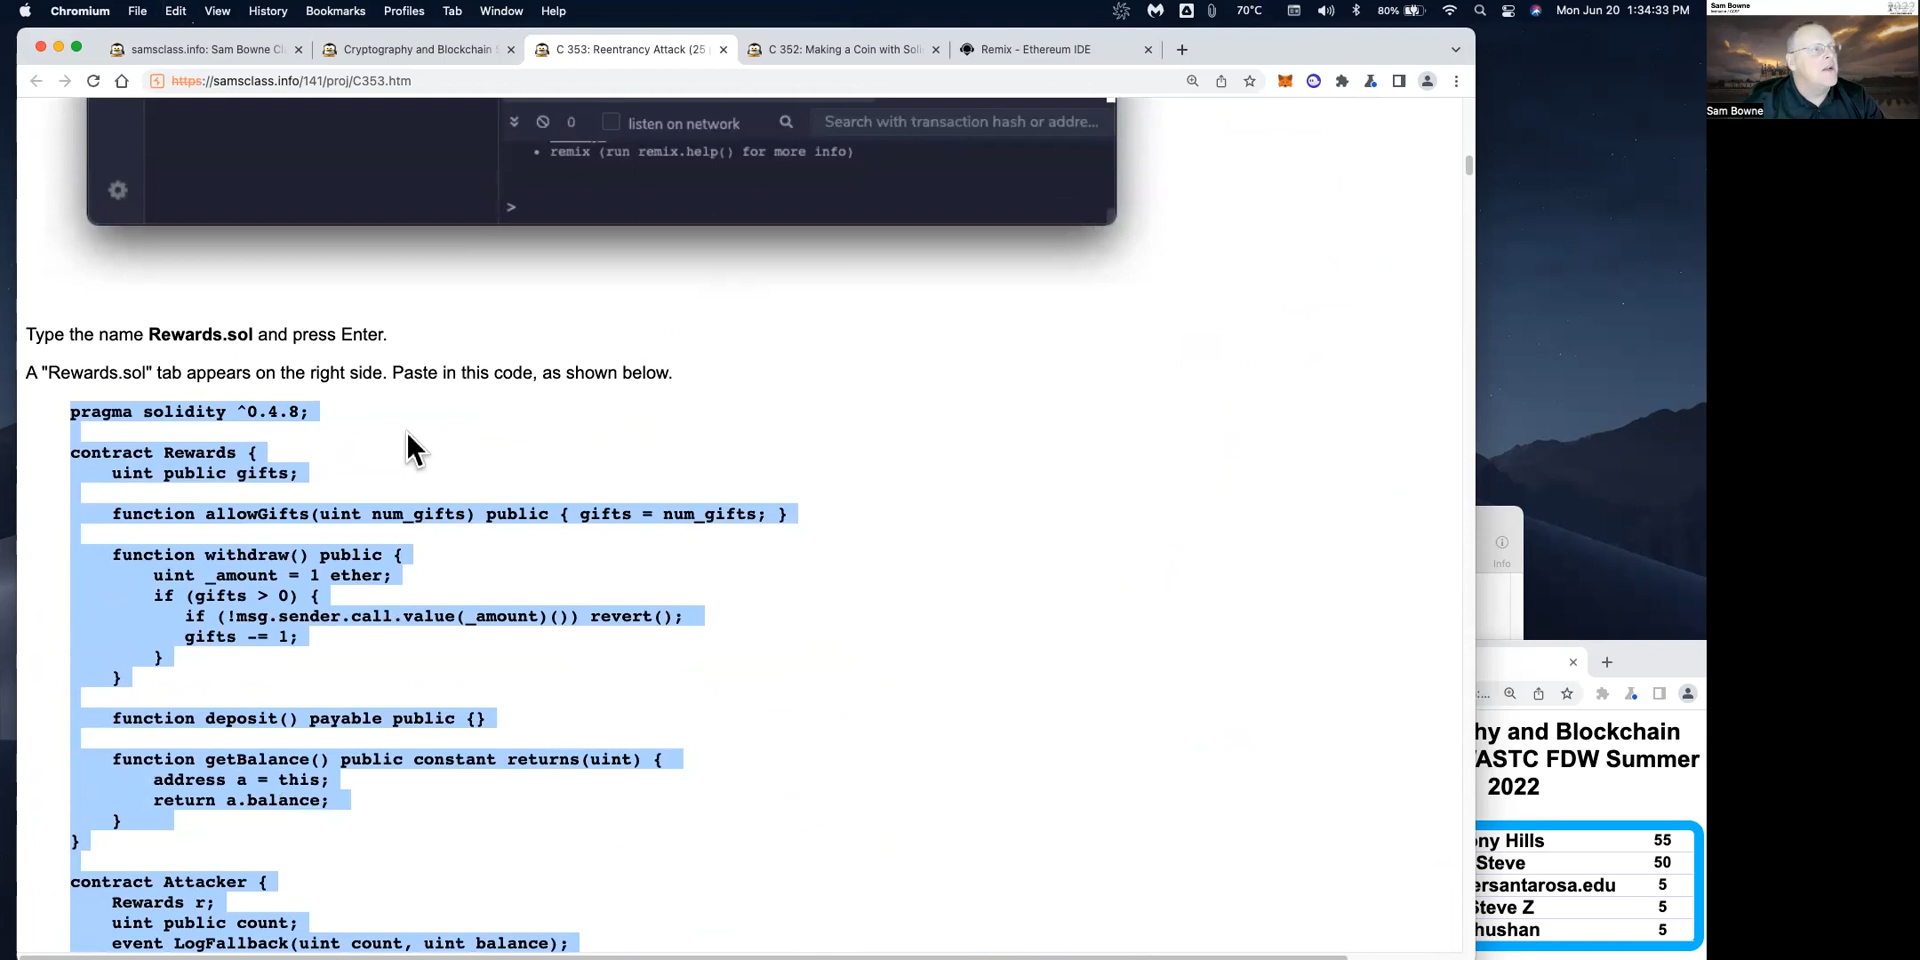 Chromium File Edit View History Bookmarks Profiles Tab Window Help 70°C 80% Mon Jun 20 1:34:33 PM
Sam Bowne
samsclass.info: Sam Bowne Cl
Cryptography and Blockchain
C 353: Reentrancy Attack (25
C 352: Making a Coin with Soli
Remix - Ethereum IDE
https://samsclass.info/141/proj/C353.htm
Sam Bowne
0 listen on network Search with transaction hash or addre...
• remix (run remix.help() for more info)
>
Type the name Rewards.sol and press Enter.
A "Rewards.sol" tab appears on the right side. Paste in this code, as shown below.
pragma solidity ^0.4.8;
contract Rewards {
uint public gifts;
function allowGifts(uint num_gifts) public { gifts = num_gifts; }
function withdraw() public {
uint _amount = 1 ether;
if (gifts > 0) {
if (!msg.sender.call.value(_amount)()) revert();
gifts -= 1;
}
}
function deposit() payable public {}
function getBalance() public constant returns(uint) {
address a = this;
return a.balance;
}
}
contract Attacker {
Rewards r;
uint public count;
event LogFallback(uint count, uint balance);
Info
hy and Blockchain
ASTC FDW Summer
2022
ony Hills 55
Steve 50
ersantarosa.edu 5
Steve Z 5
hushan 5